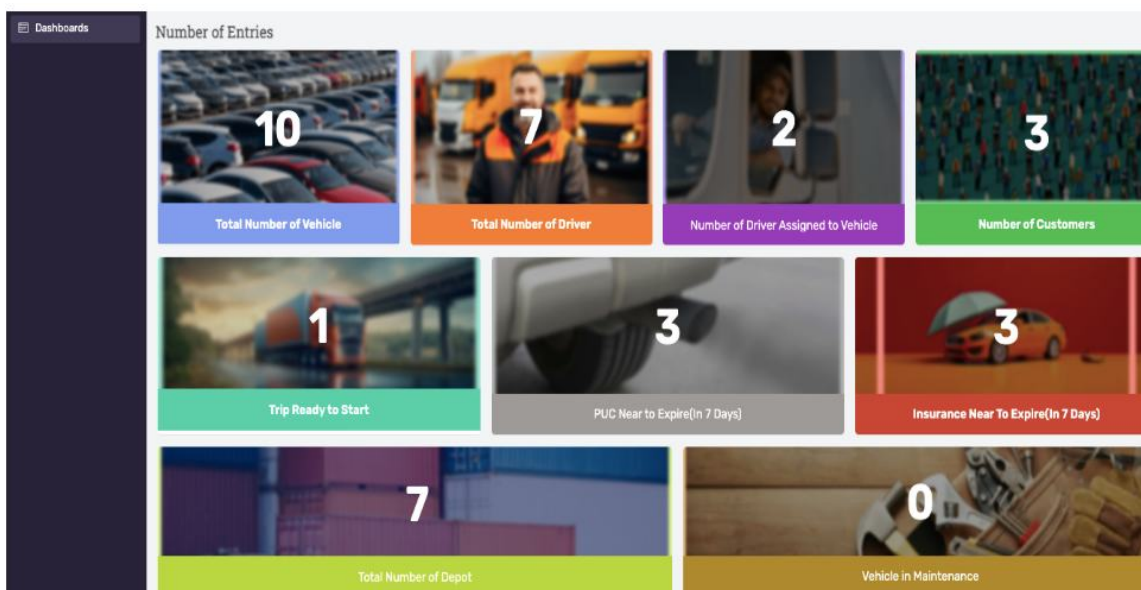 Dashboards
Number of Entries
10
7
2
3
Total Number of Vehicle
Total Number of Driver
Number of Driver Assigned to Vehicle
Number of Customers
1
3
3
Trip Ready to Start
PUC Near to Expire(In 7 Days)
Insurance Near To Expire(In 7 Days)
7
0
Total Number of Depot
Vehicle in Maintenance